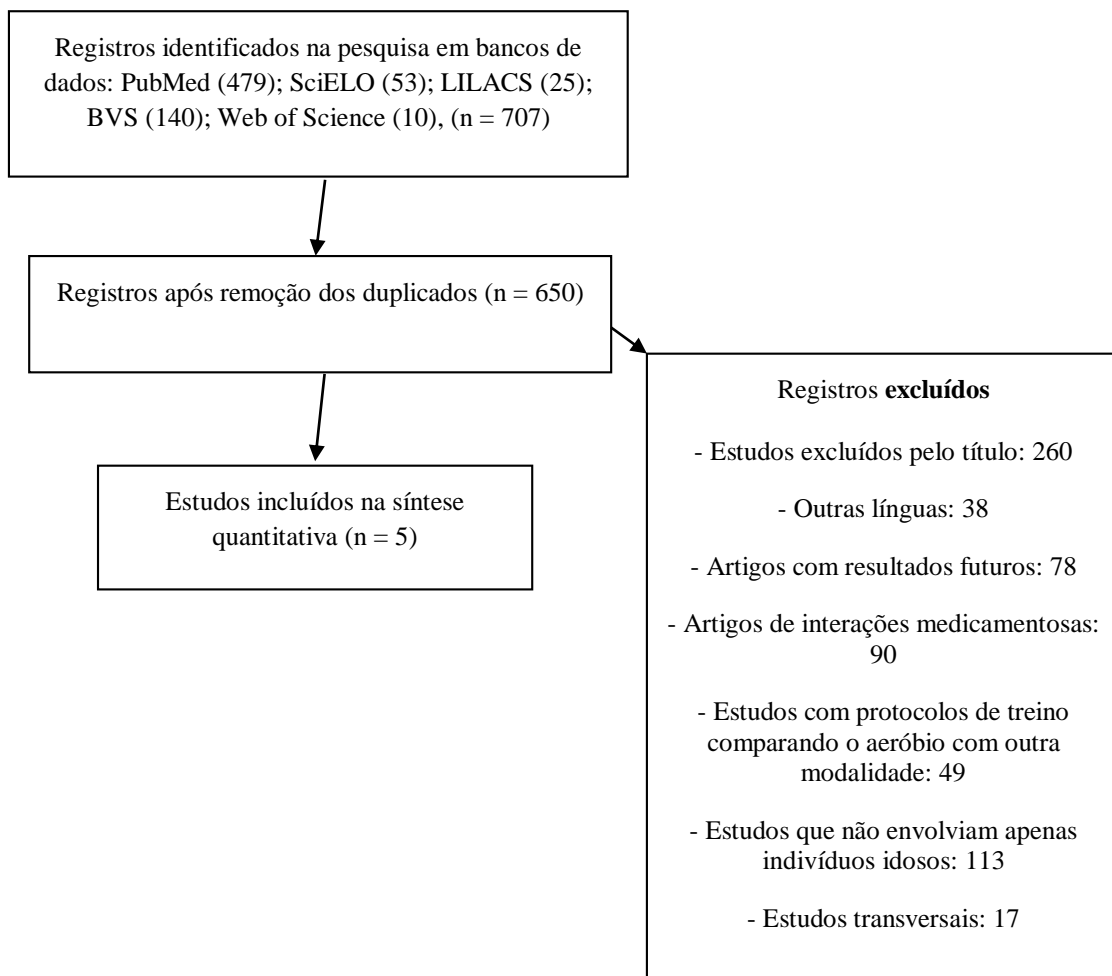 Registros identificados na pesquisa em bancos de
dados: PubMed (479); SciELO (53); LILACS (25);
BVS (140); Web of Science (10), (n = 707)
Registros após remoção dos duplicados (n = 650)
Estudos incluídos na síntese
quantitativa (n = 5)
Registros excluídos
- Estudos excluídos pelo título: 260
- Outras línguas: 38
- Artigos com resultados futuros: 78
- Artigos de interações medicamentosas:
90
- Estudos com protocolos de treino
comparando o aeróbio com outra
modalidade: 49
- Estudos que não envolviam apenas
indivíduos idosos: 113
- Estudos transversais: 17